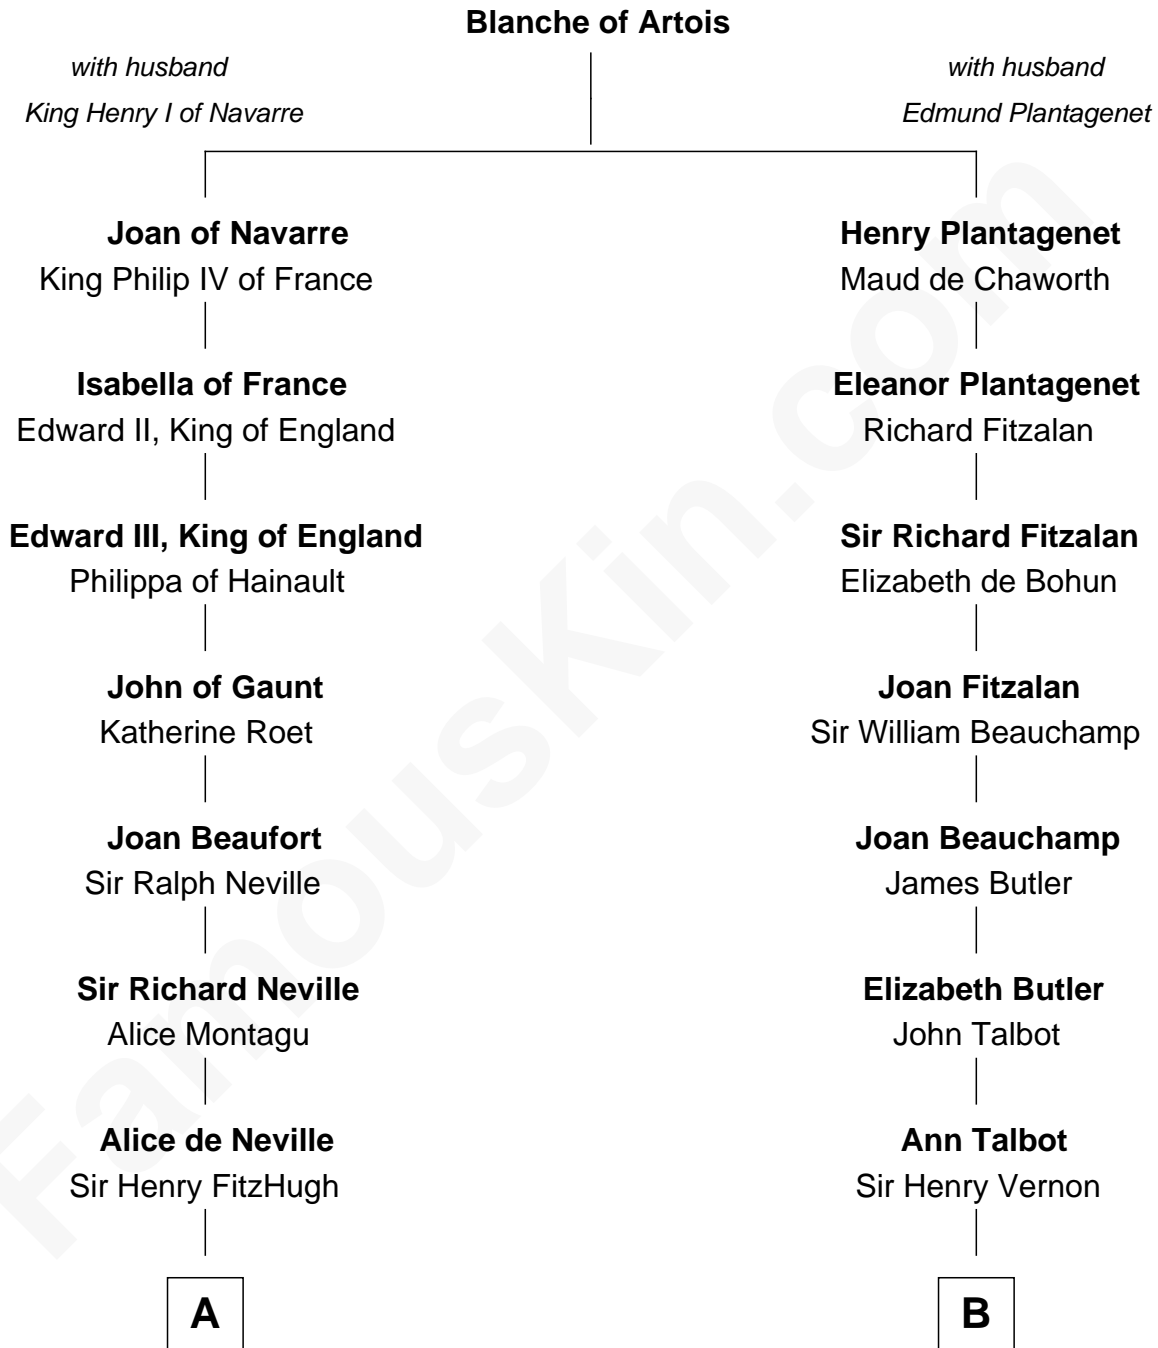 Blanche of Artois
with husband
King Henry I of Navarre
with husband
Edmund Plantagenet
Joan of Navarre
King Philip IV of France
Henry Plantagenet
Maud de Chaworth
Isabella of France
Edward II, King of England
Eleanor Plantagenet
Richard Fitzalan
Edward III, King of England
Philippa of Hainault
Sir Richard Fitzalan
Elizabeth de Bohun
John of Gaunt
Katherine Roet
Joan Fitzalan
Sir William Beauchamp
Joan Beaufort
Sir Ralph Neville
Joan Beauchamp
James Butler
Sir Richard Neville
Alice Montagu
Elizabeth Butler
John Talbot
Alice de Neville
Sir Henry FitzHugh
Ann Talbot
Sir Henry Vernon
A
B
FamousKin.com